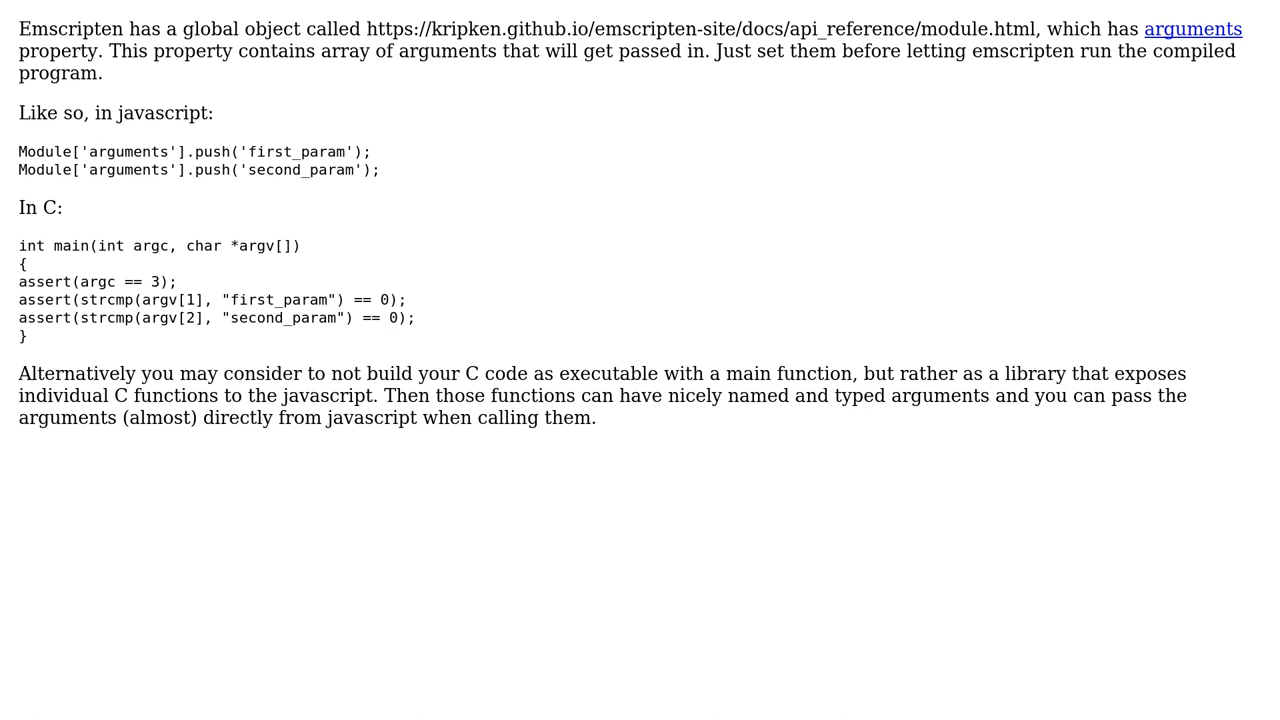 Emscripten has a global object called https://kripken.github.io/emscripten-site/docs/api_reference/module.html, which has arguments
property. This property contains array of arguments that will get passed in. Just set them before letting emscripten run the compiled
program.
Like so, in javascript:
Module['arguments'].push('first_param');
Module['arguments'].push('second_param');
In C:
int main(int argc, char *argv[])
{
assert(argc == 3);
assert(strcmp(argv[1], "first_param") == 0);
assert(strcmp(argv[2], "second_param") == 0);
}
Alternatively you may consider to not build your C code as executable with a main function, but rather as a library that exposes
individual C functions to the javascript. Then those functions can have nicely named and typed arguments and you can pass the
arguments (almost) directly from javascript when calling them.